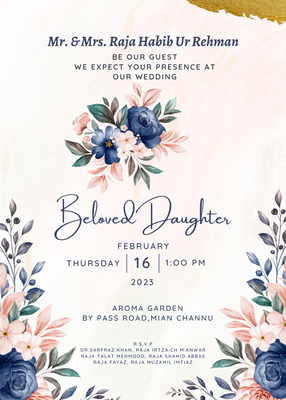 Mr. & Mrs. Raja Habib Ur Rehman
BE OUR GUEST
WE EXPECT YOUR PRESENCE AT
OUR WEDDING
Beloved Daughter
FEBRUARY
THURSDAY | 16 | 1:00 PM
2023
AROMA GARDEN
BY PASS ROAD,MIAN CHANNU
R.S.V.P
DR.SARFRAZ KHAN, RAJA IRTZA,CH M.ANWAR
RAJA TALAT MEHMOOD, RAJA SHAHID ABBAS
RAJA FAYAZ, RAJA MUZAMIL IMTIAZ